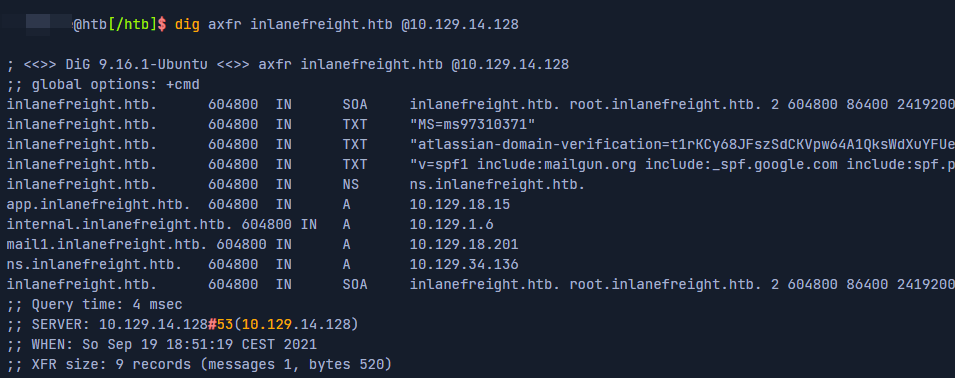 @htb[/htb]$ dig axfr inlanefreight.htb @10.129.14.128
; <<>> DiG 9.16.1-Ubuntu <<>> axfr inlanefreight.htb @10.129.14.128
;; global options: +cmd
inlanefreight.htb. 604800 IN SOA inlanefreight.htb. root.inlanefreight.htb. 2 604800 86400 2419200
inlanefreight.htb. 604800 IN TXT "MS=ms97310371"
inlanefreight.htb. 604800 IN TXT "atlassian-domain-verification=t1rKCy68JFszSdCKVpw64A1QksWdXuYFUe
inlanefreight.htb. 604800 IN TXT "v=spf1 include:mailgun.org include:_spf.google.com include:spf.p
inlanefreight.htb. 604800 IN NS ns.inlanefreight.htb.
app.inlanefreight.htb. 604800 IN A 10.129.18.15
internal.inlanefreight.htb. 604800 IN A 10.129.1.6
mail1.inlanefreight.htb. 604800 IN A 10.129.18.201
ns.inlanefreight.htb. 604800 IN A 10.129.34.136
inlanefreight.htb. 604800 IN SOA inlanefreight.htb. root.inlanefreight.htb. 2 604800 86400 2419200
;; Query time: 4 msec
;; SERVER: 10.129.14.128#53(10.129.14.128)
;; WHEN: So Sep 19 18:51:19 CEST 2021
;; XFR size: 9 records (messages 1, bytes 520)